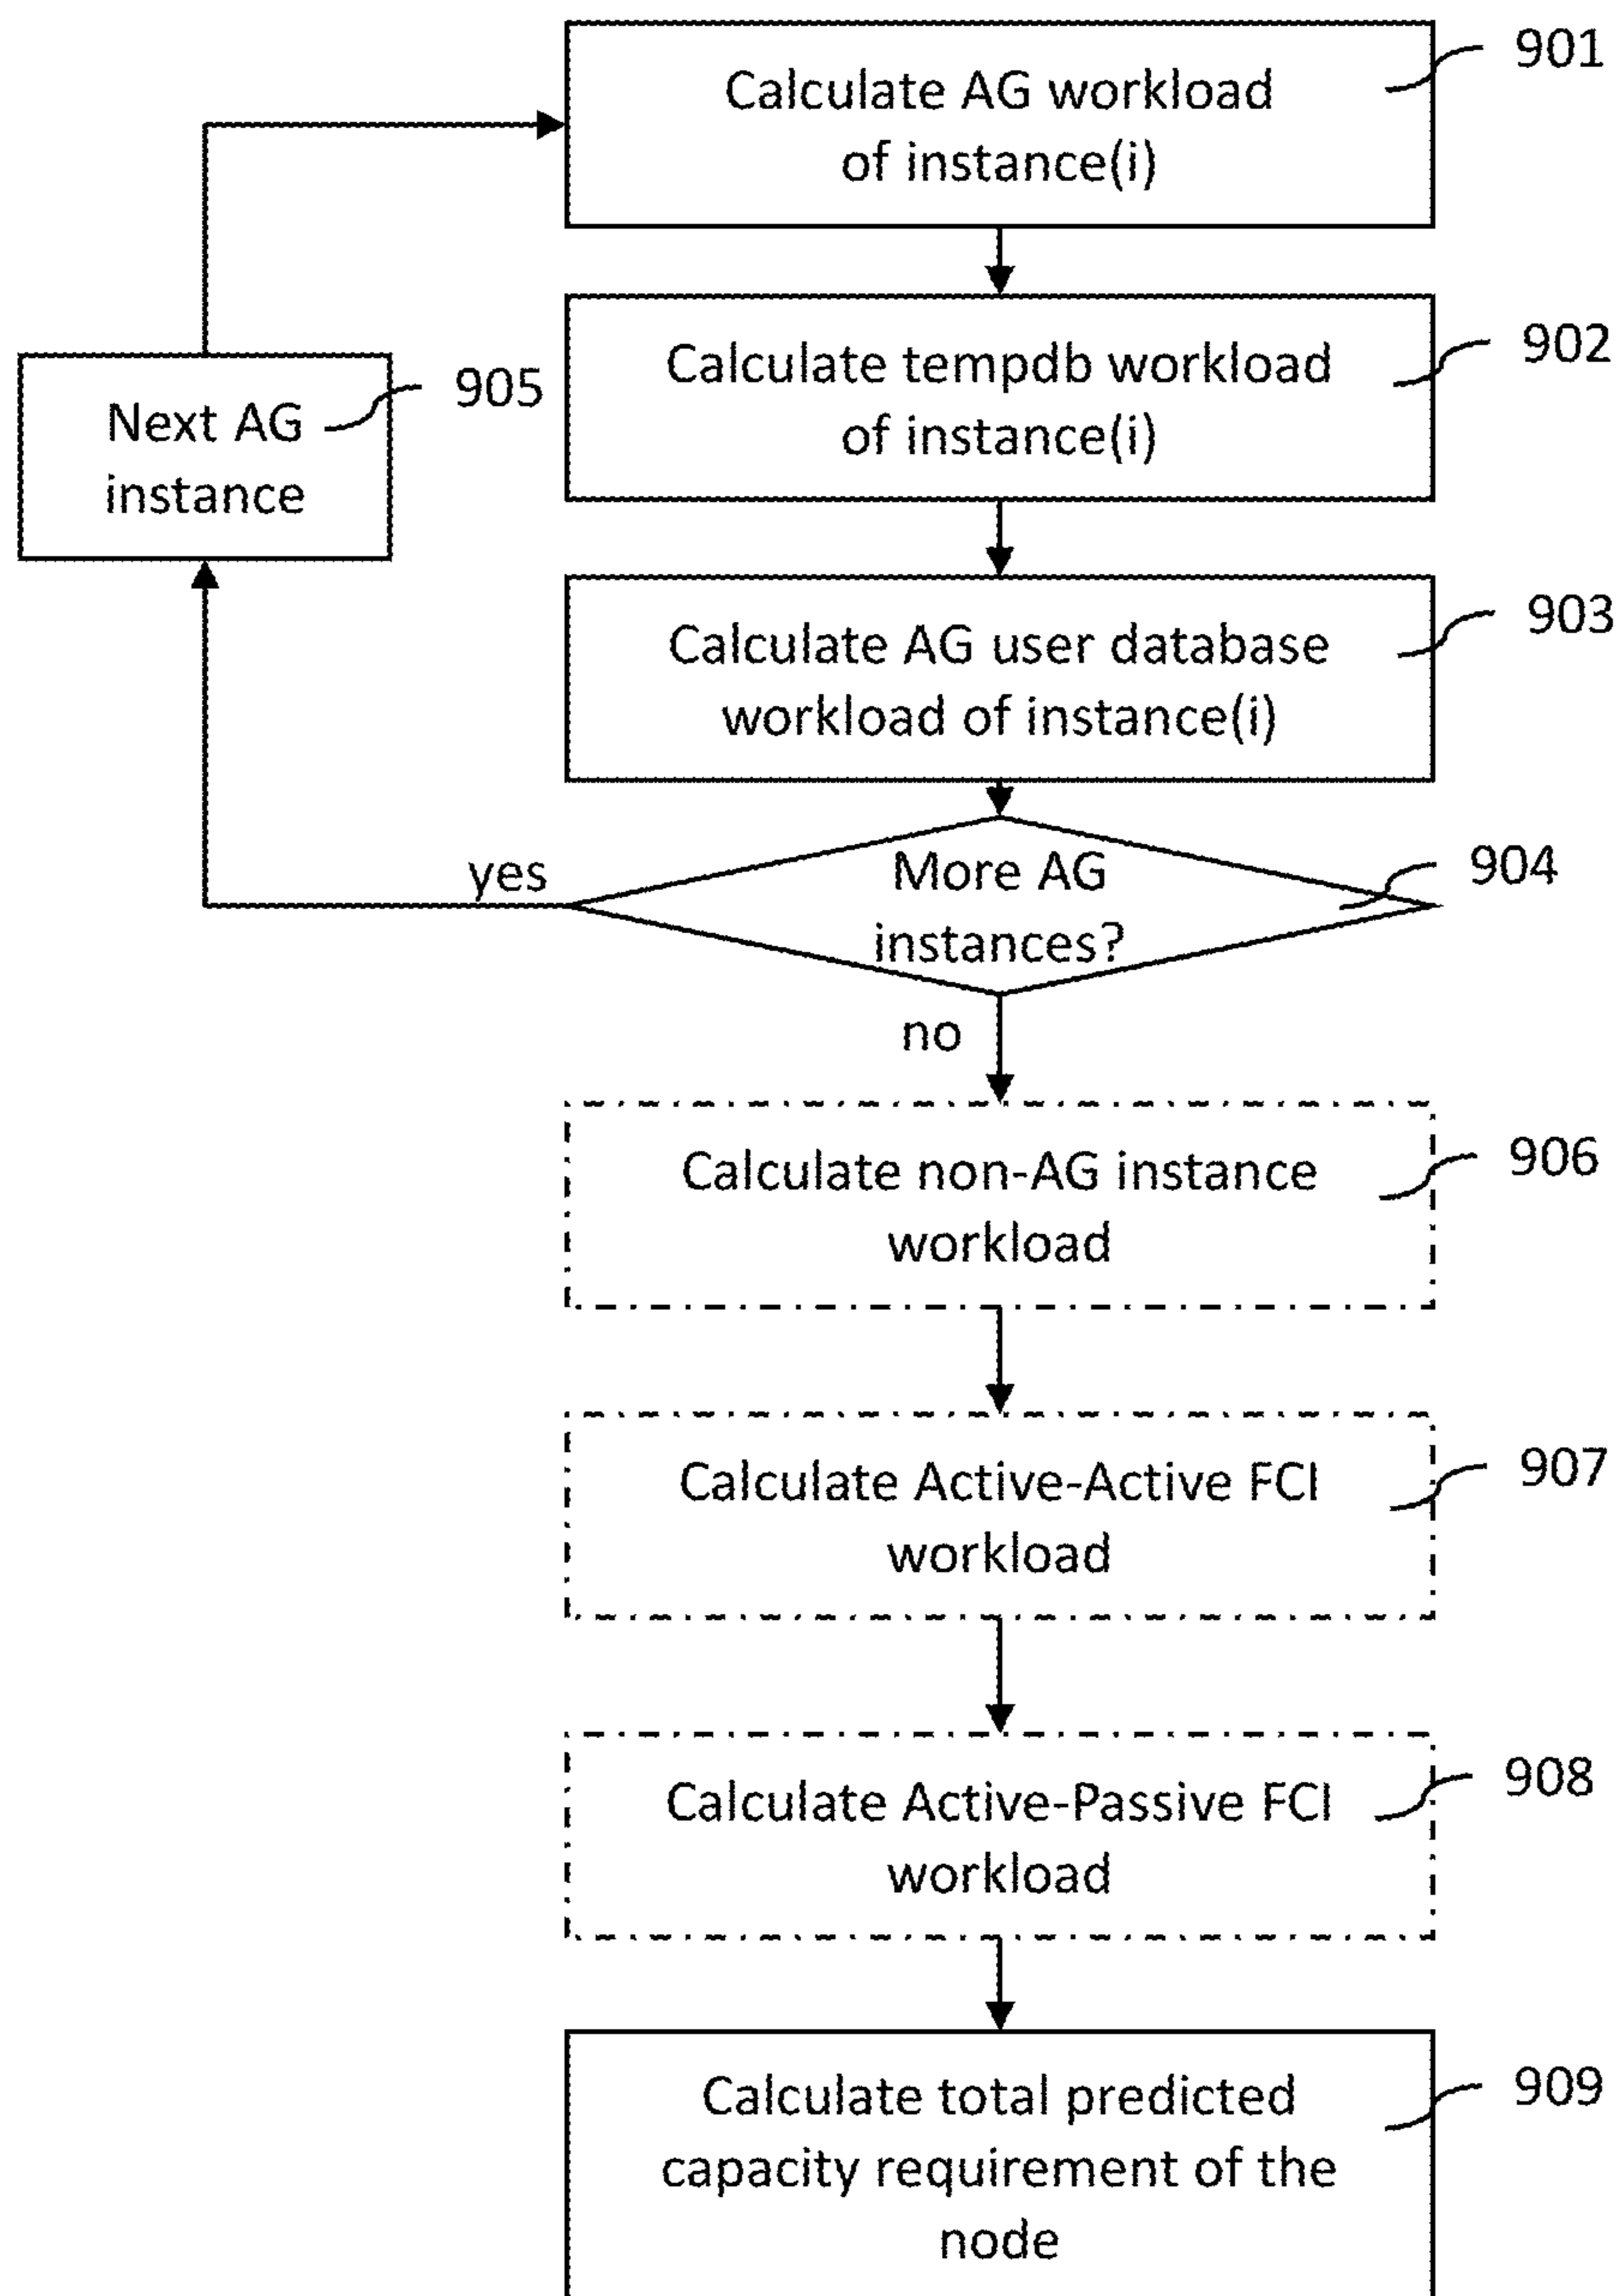 Calculate AG workload
of instance(i)
901
Calculate tempdb workload
of instance(i)
902
Next AG
instance
905
Calculate AG user database
workload of instance(i)
903
yes
More AG
instances?
904
no
Calculate non-AG instance
workload
906
Calculate Active-Active FCI
workload
907
Calculate Active-Passive FCI
workload
908
Calculate total predicted
capacity requirement of the
node
909